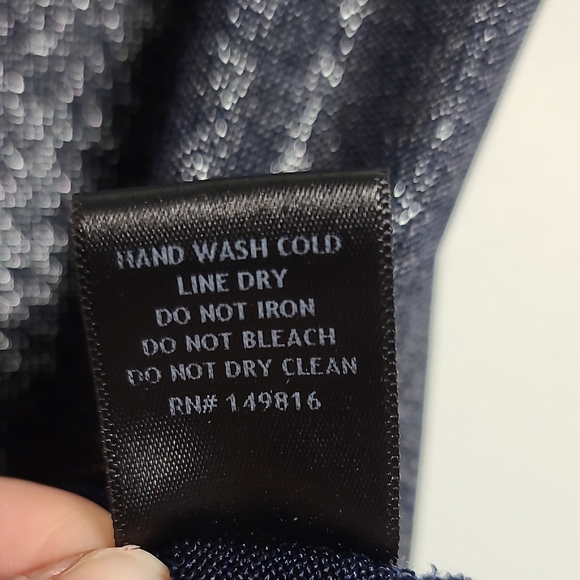 HAND WASH COLD
LINE DRY
DO NOT IRON
DO NOT BLEACH
DO NOT DRY CLEAN
RN# 149816